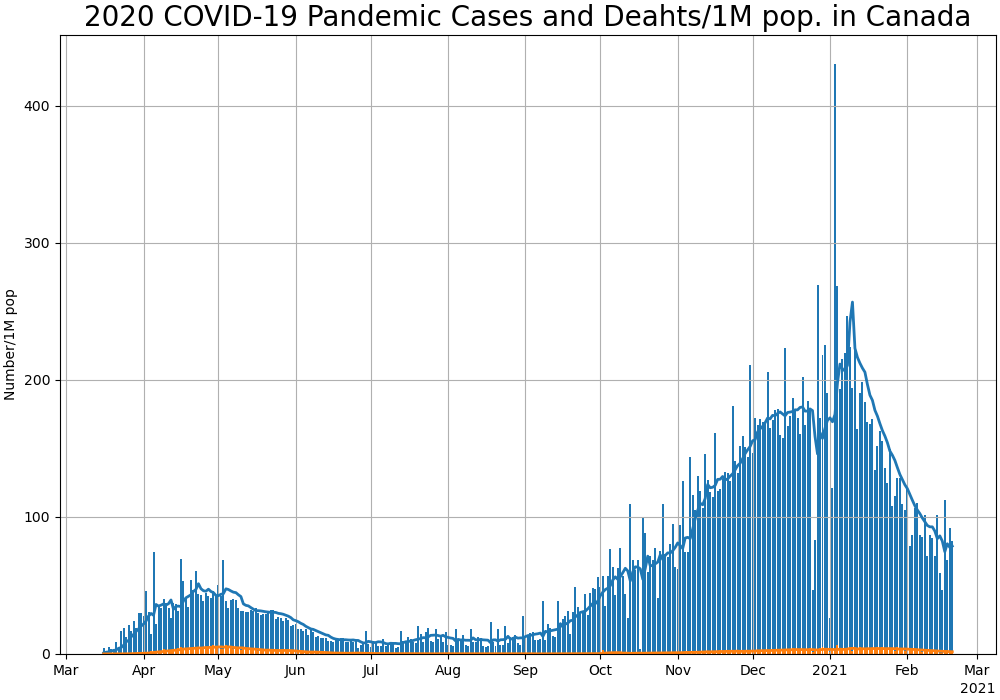 2020 COVID-19 Pandemic Cases and Deahts/1M pop. in Canada
Number/1M pop
400
300
200
100
0
Mar Apr May Jun Jul Aug Sep Oct Nov Dec 2021 Feb Mar
2021